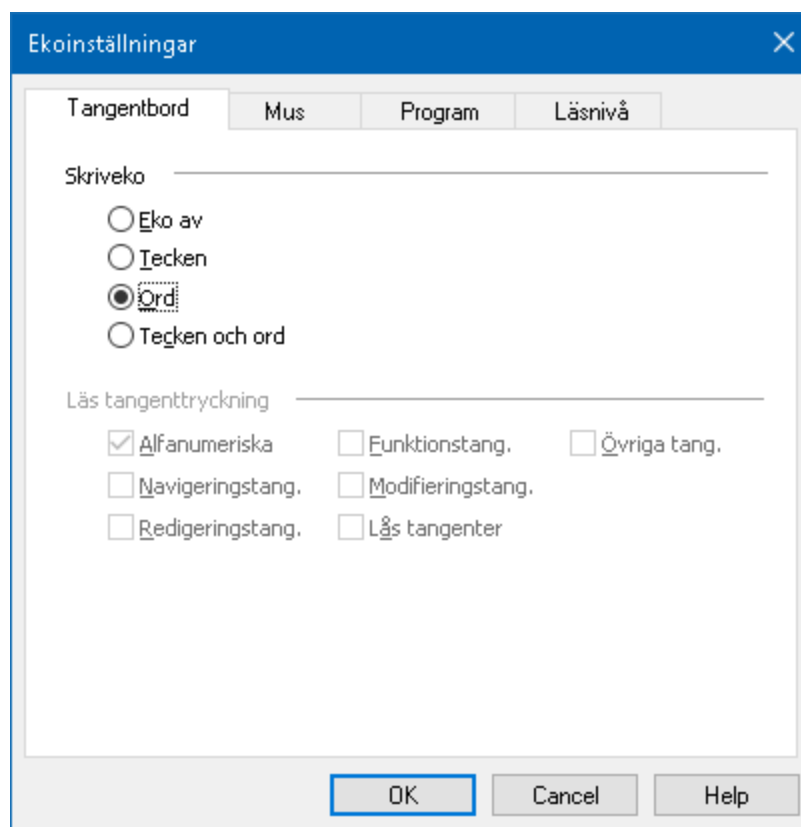 Ekoinställningar
Tangentbord Mus Program Läsnivå
Skriveko
Eko av
Tecken
Ord
Tecken och ord
Läs tangenttryckning
Alfanumeriska Funktionstang. Övriga tang.
Navigeringstang. Modifieringstang.
Redigeringstang. Lås tangenter
OK Cancel Help